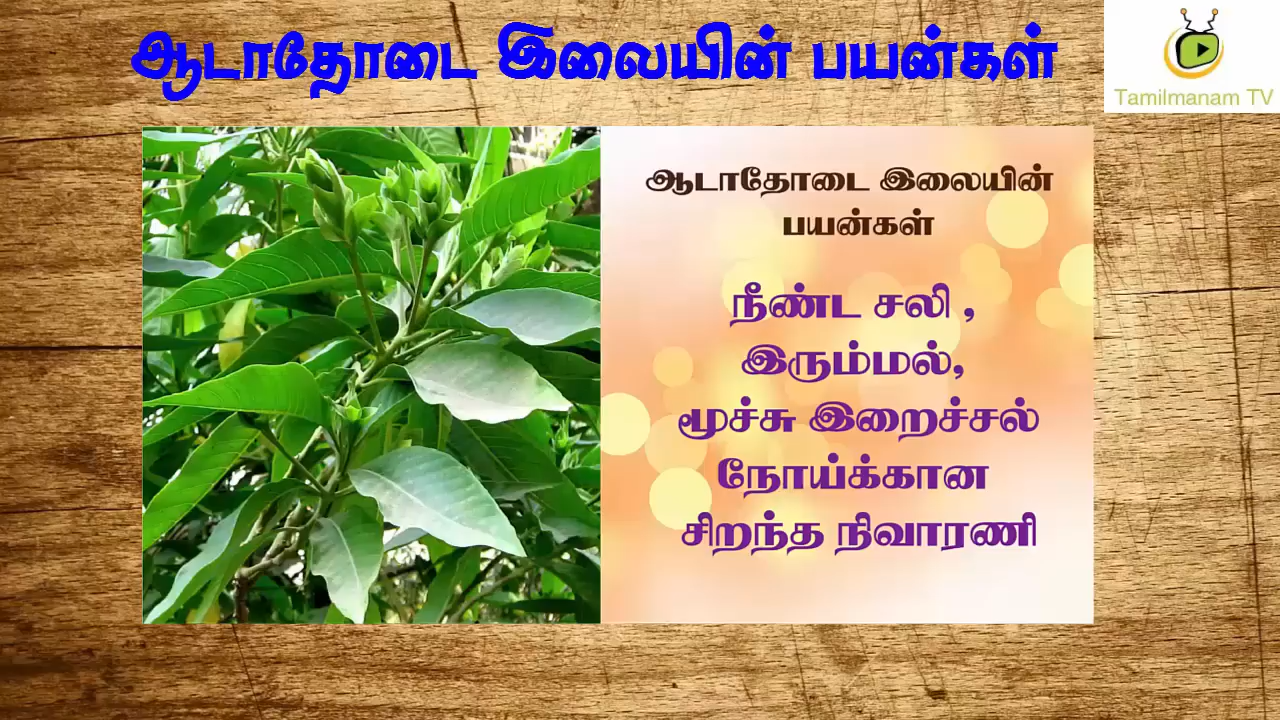 ஆடாதோடை இலையின் பயன்கள்
Tamilmanam TV
ஆடாதோடை இலையின்
பயன்கள்
நீண்ட சலி ,
இரும்மல்,
மூச்சு இறைச்சல்
நோய்க்கான
சிறந்த நிவாரணி